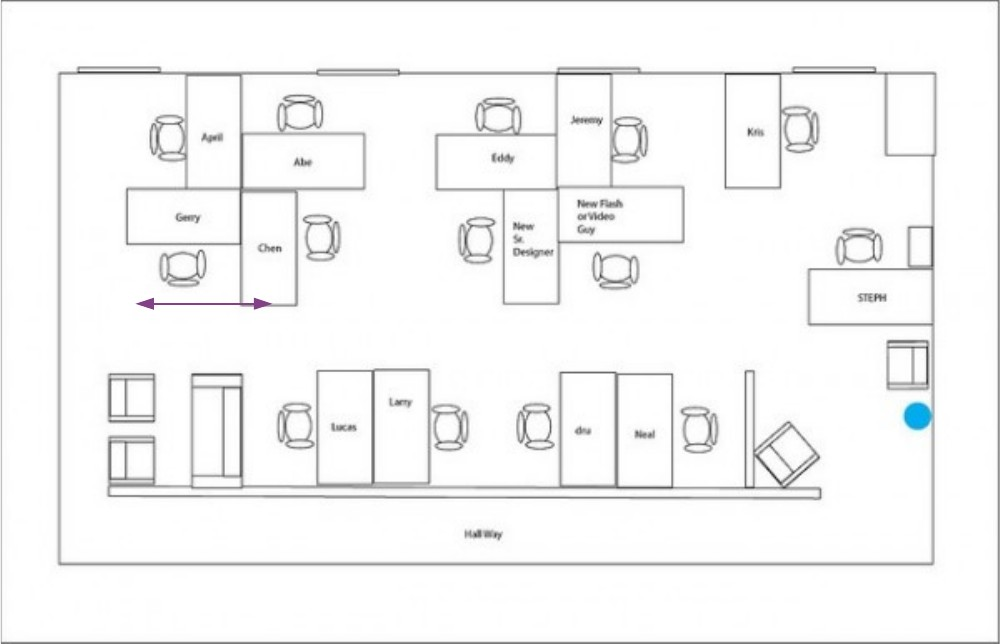 April
Abe
Gerry
Chen
Eddy
Jeremy
New
Sr.
Designer
New Flash
or Video
Guy
Kris
STEPH
Lucas
Larry
dru
Neal
Hall Way